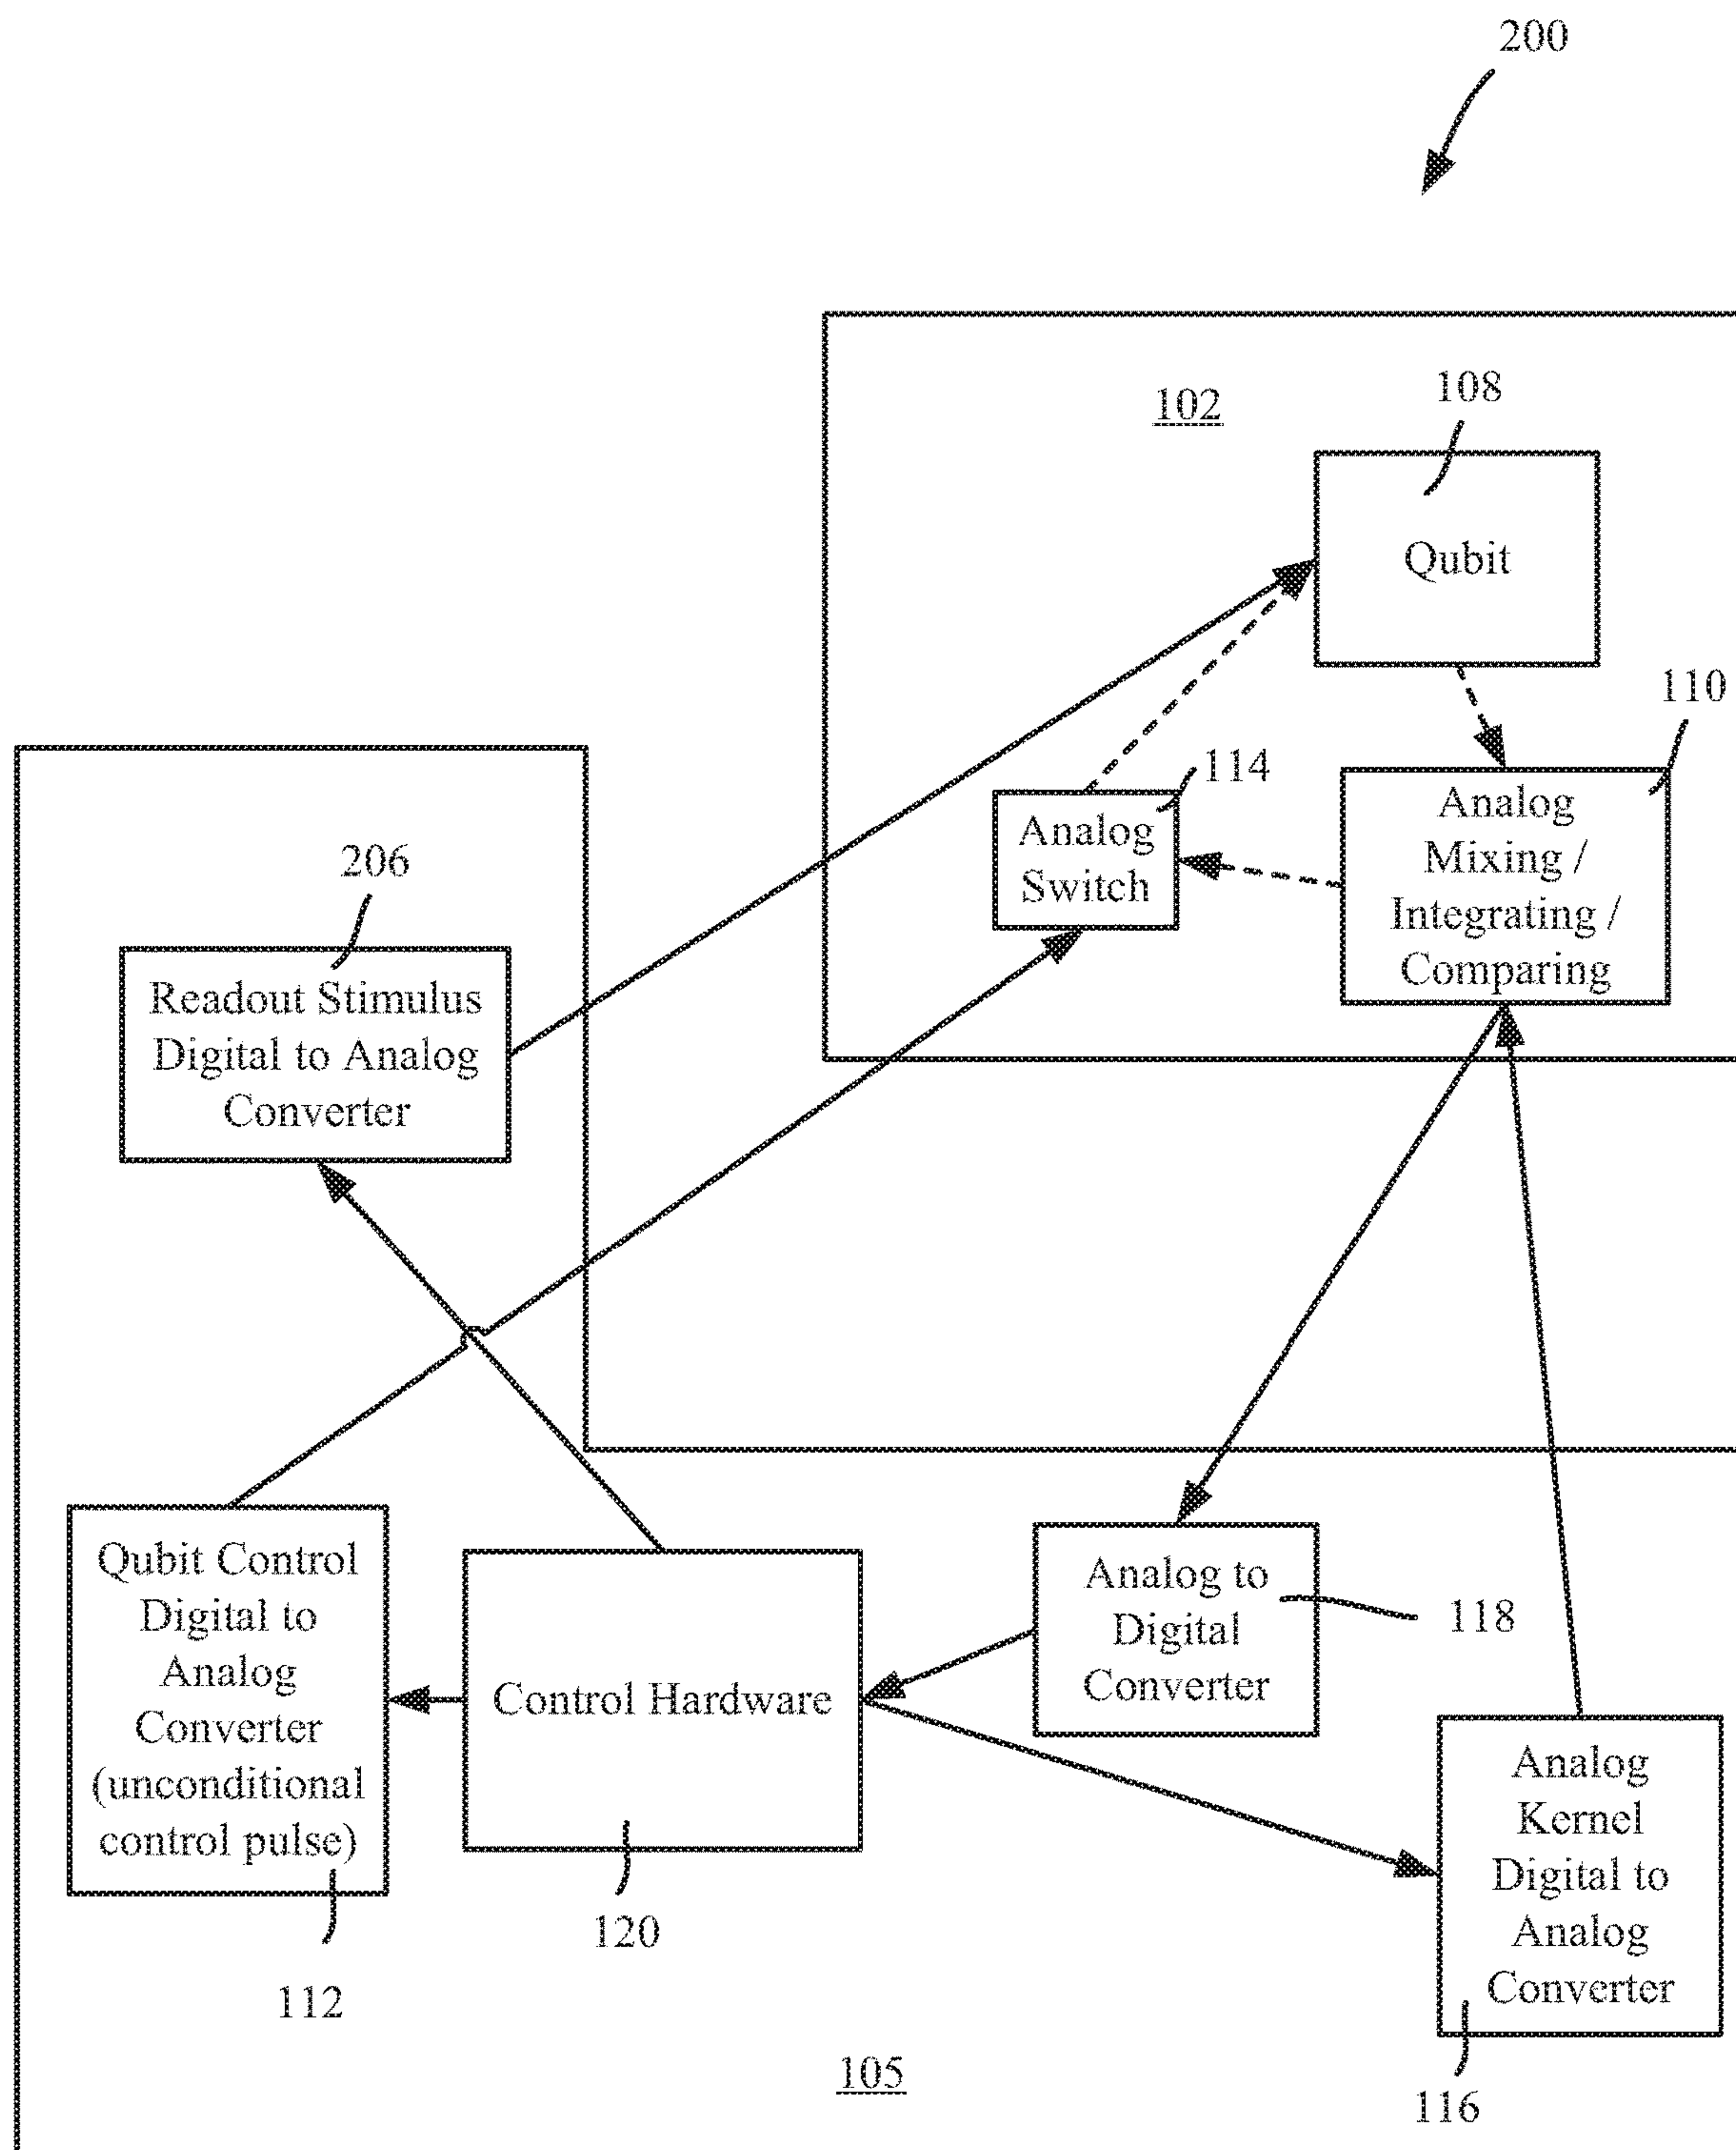 200
102
108
Qubit
110
114
Analog
Switch
Analog
Mixing /
Integrating /
Comparing
206
Readout Stimulus
Digital to Analog
Converter
Qubit Control
Digital to
Analog
Converter
(unconditional
control pulse)
112
Control Hardware
120
Analog to
Digital
Converter
118
Analog
Kernel
Digital to
Analog
Converter
116
105